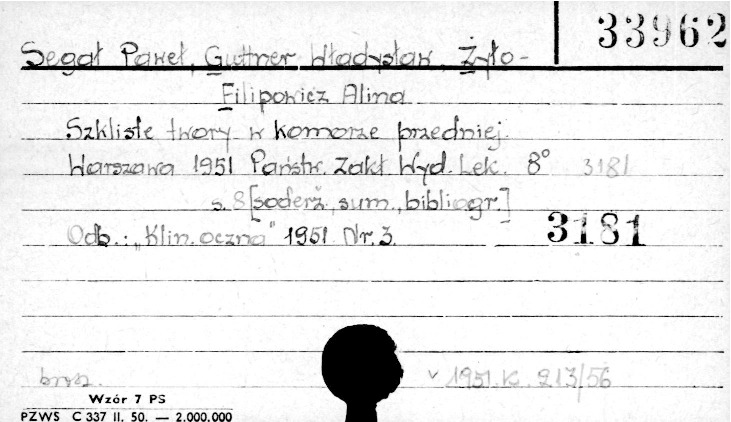 33962
Segał Paweł, Guttner Władysław, Żyło-
Filipowicz Alina
Szkliste twory w komorze przedniej.
Warszawa 1951 Państw. Zakł Wyd. Lek. 8° 3181
s. 8 [soderž., sum., bibliogr.]
Odb.: „Klin. oczna" 1951 Nr. 3. 3181
brosz. v 1951. K. 213/56
Wzór 7 PS
PZWS C 337 II. 50. — 2.000.000